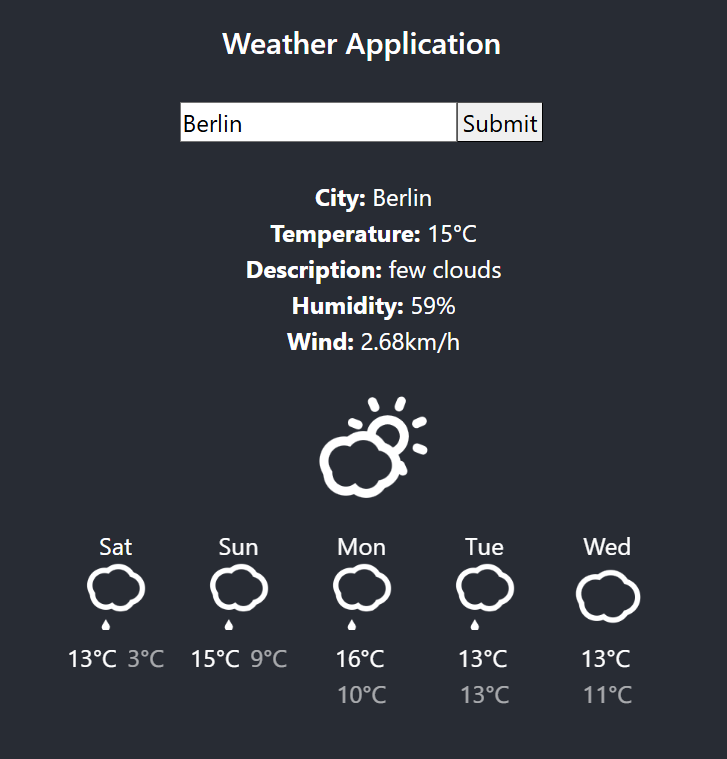 Weather Application
Berlin Submit
City: Berlin
Temperature: 15°C
Description: few clouds
Humidity: 59%
Wind: 2.68km/h
Sat Sun Mon Tue Wed
13°C 3°C 15°C 9°C 16°C 13°C 13°C
10°C 13°C 11°C